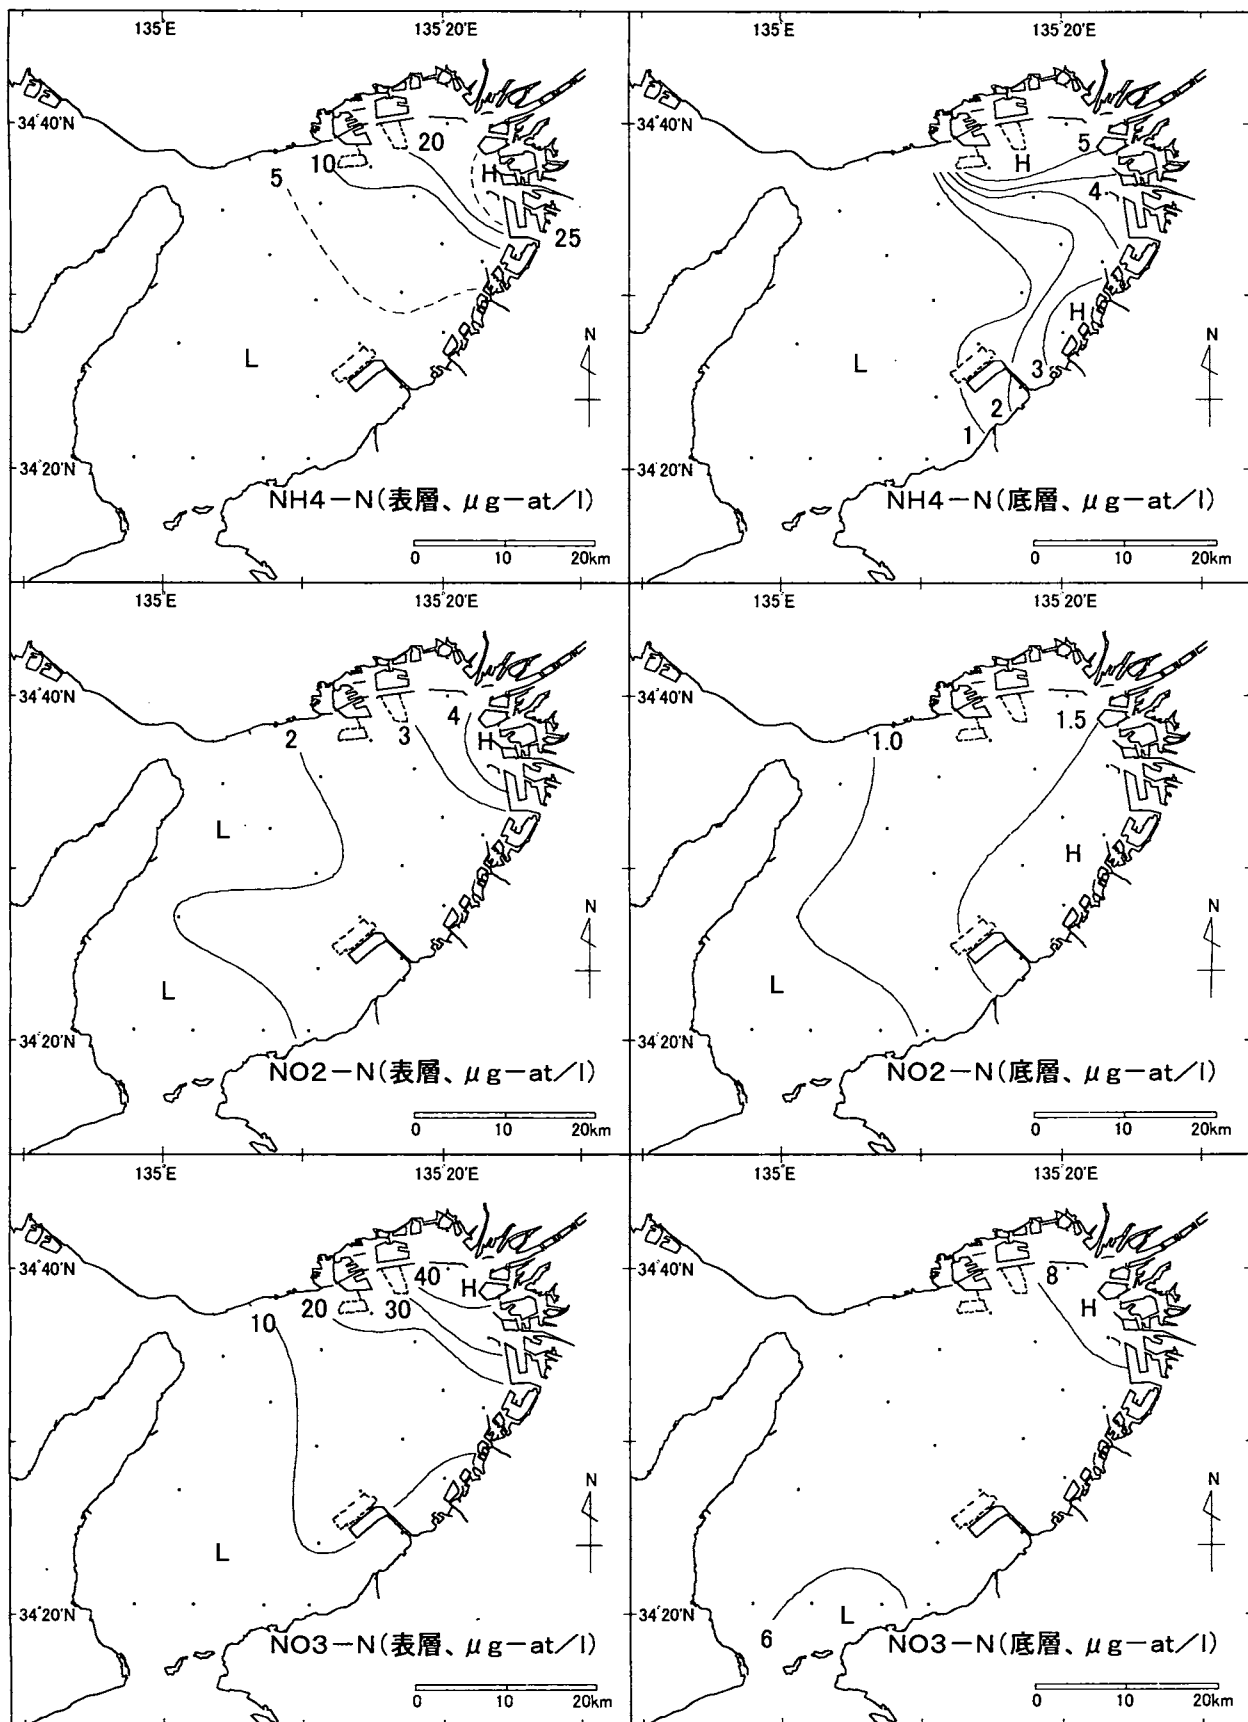 135°E 135°20'E 135°E 135°20'E
34°40'N 34°40'N
20 5
10 H H
5 4
25
H
N N
L L
3
2
1
34°20'N 34°20'N
NH4-N(表層、μg-at/l) NH4-N(底層、μg-at/l)
0 10 20km 0 10 20km
135°E 135°20'E 135°E 135°20'E
34°40'N 34°40'N
2 3 4 1.0 1.5
H
L H
N N
L L
34°20'N 34°20'N
NO2-N(表層、μg-at/l) NO2-N(底層、μg-at/l)
0 10 20km 0 10 20km
135°E 135°20'E 135°E 135°20'E
34°40'N 34°40'N
40 H 8
10 20 30 H
N N
L
34°20'N 34°20'N
L
6
NO3-N(表層、μg-at/l) NO3-N(底層、μg-at/l)
0 10 20km 0 10 20km